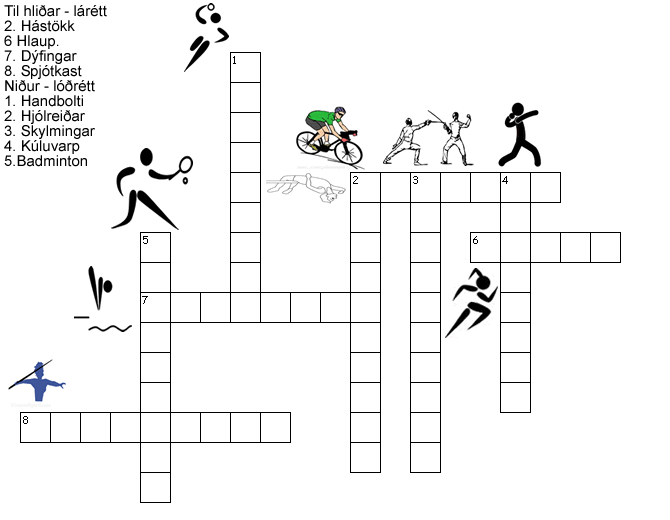 Til hliðar - lárétt
2. Hástökk
6 Hlaup.
7. Dýfingar
8. Spjótkast
Niður - lóðrétt
1. Handbolti
2. Hjólreiðar
3. Skylmingar
4. Kúluvarp
5.Badminton
1
2
3
4
5
6
7
8